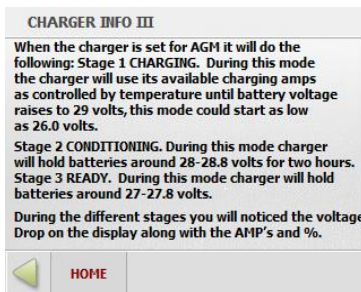 CHARGER INFO III
When the charger is set for AGM it will do the
following: Stage 1 CHARGING. During this mode
the charger will use its available charging amps
as controlled by temperature until battery voltage
raises to 29 volts, this mode could start as low
as 26.0 volts.
Stage 2 CONDITIONING. During this mode charger
will hold batteries around 28-28.8 volts for two hours.
Stage 3 READY. During this mode charger will hold
batteries around 27-27.8 volts.
During the different stages you will noticed the voltage
Drop on the display along with the AMP's and %.
HOME